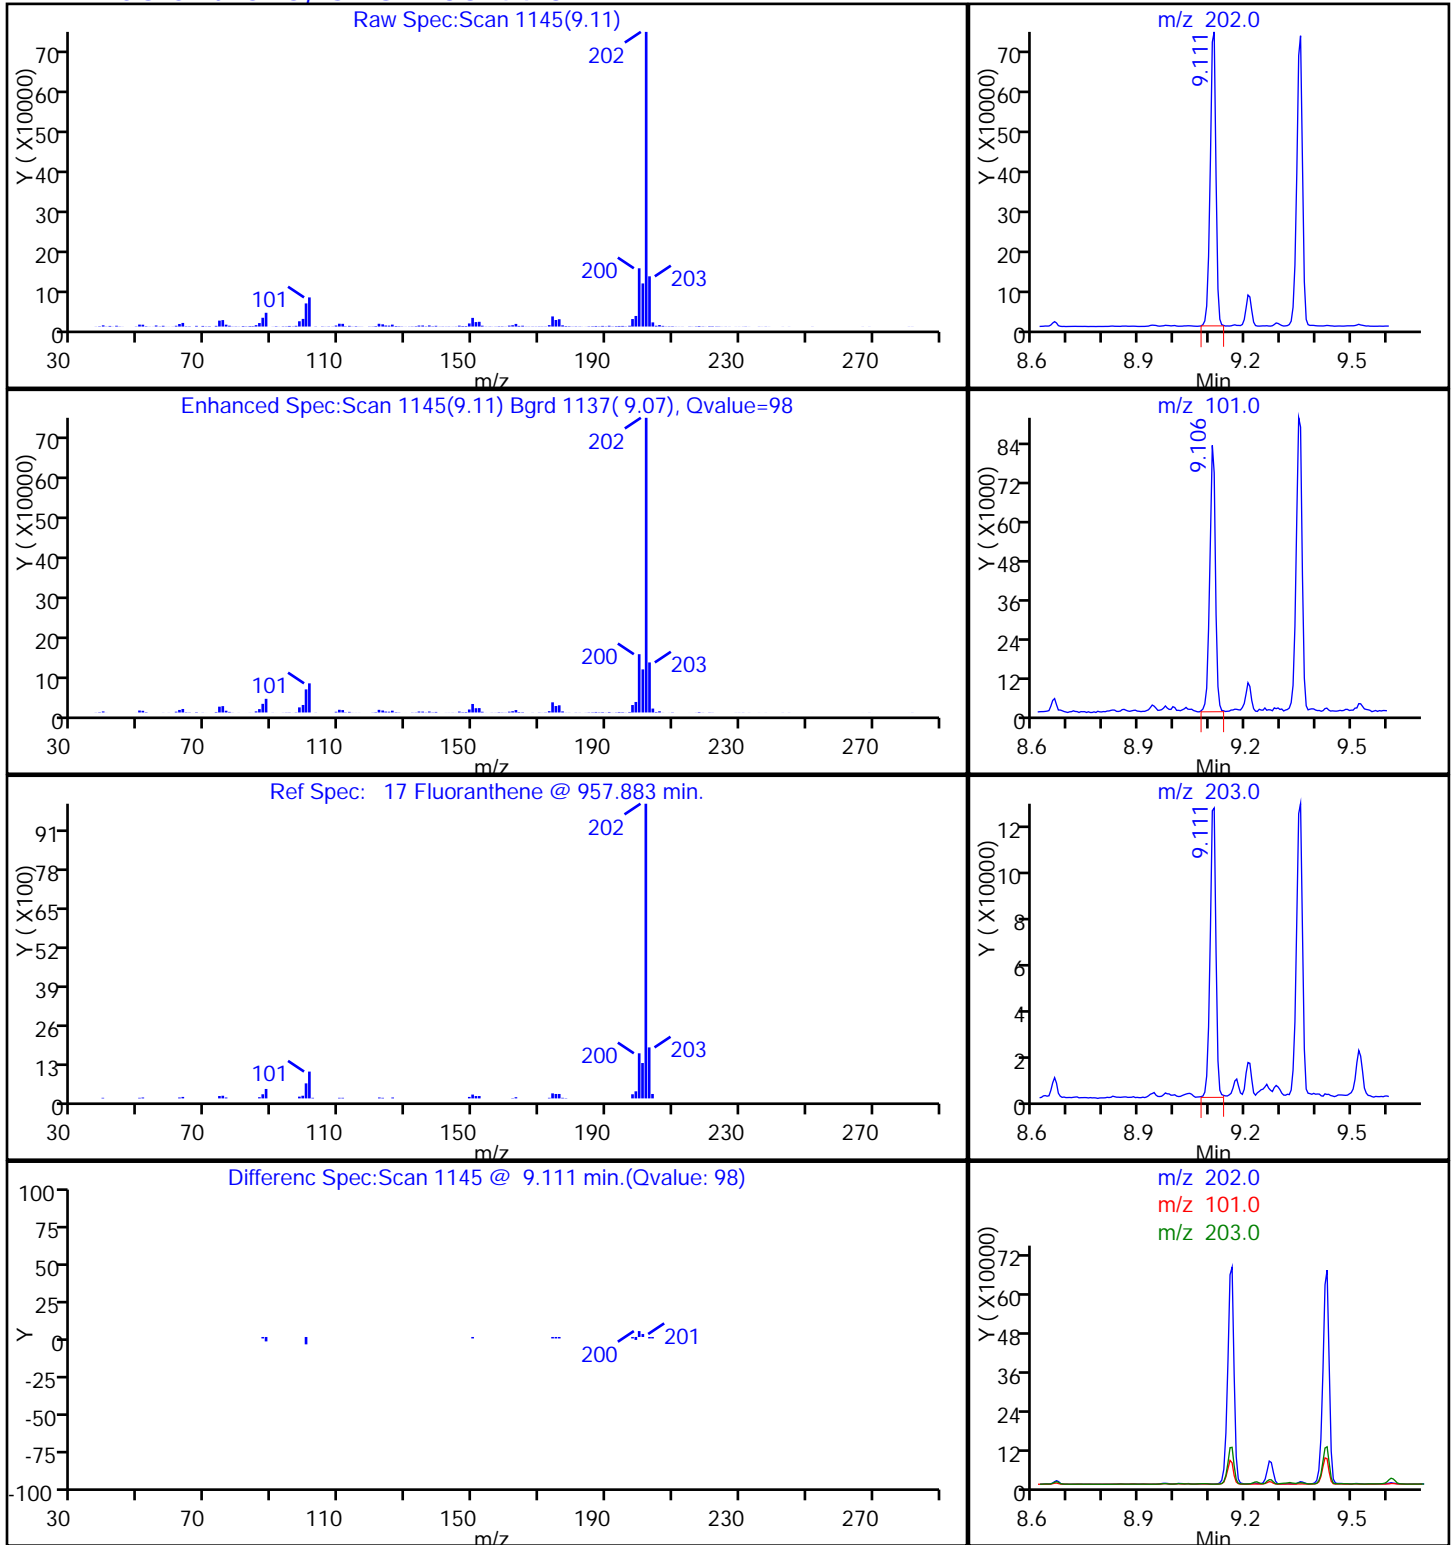 Raw Spec:Scan 1145(9.11)
Y ( X10000)
70
60
50
40
30
20
10
0
202
200
203
101
30 70 110 150 190 230 270
m/z
m/z 202.0
Y ( X10000)
70
60
50
40
30
20
10
0
9.111
8.6 8.9 9.2 9.5
Min
Enhanced Spec:Scan 1145(9.11) Bgrd 1137( 9.07), Qvalue=98
Y ( X10000)
70
60
50
40
30
20
10
0
202
200
203
101
30 70 110 150 190 230 270
m/z
m/z 101.0
Y ( X1000)
84
72
60
48
36
24
12
0
9.106
8.6 8.9 9.2 9.5
Min
Ref Spec: 17 Fluoranthene @ 957.883 min.
Y ( X100)
91
78
65
52
39
26
13
0
202
200
203
101
30 70 110 150 190 230 270
m/z
m/z 203.0
Y ( X10000)
12
10
8
6
4
2
0
9.111
8.6 8.9 9.2 9.5
Min
Differenc Spec:Scan 1145 @ 9.111 min.(Qvalue: 98)
Y
100
75
50
25
0
-25
-50
-75
-100
200
201
30 70 110 150 190 230 270
m/z
m/z 202.0
m/z 101.0
m/z 203.0
Y ( X10000)
72
60
48
36
24
12
0
8.6 8.9 9.2 9.5
Min